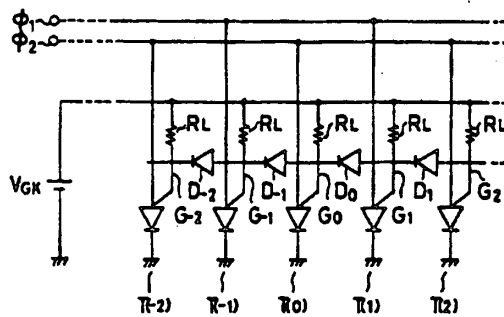 ϕ1
ϕ2
RL RL RL RL RL
VGK
D-2 D-1 D0 D1
G-2 G-1 G0 G1 G2
T(-2) T(-1) T(0) T(1) T(2)